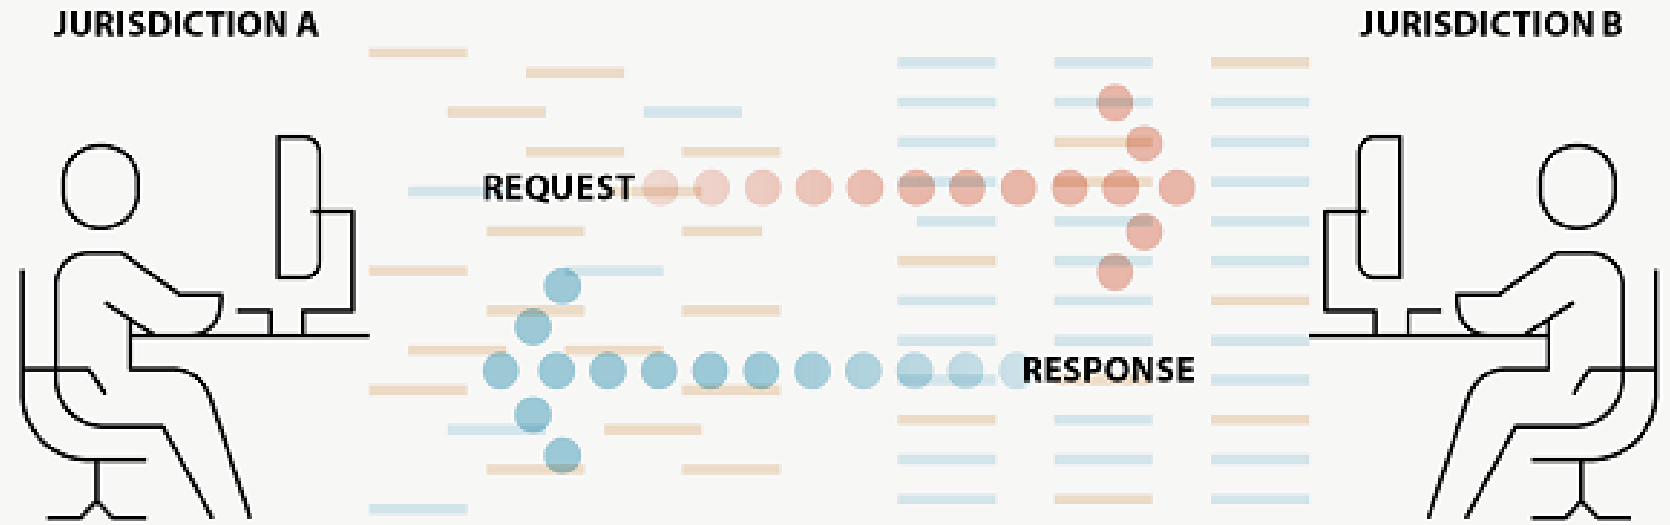 JURISDICTION A
JURISDICTION B
REQUEST
RESPONSE